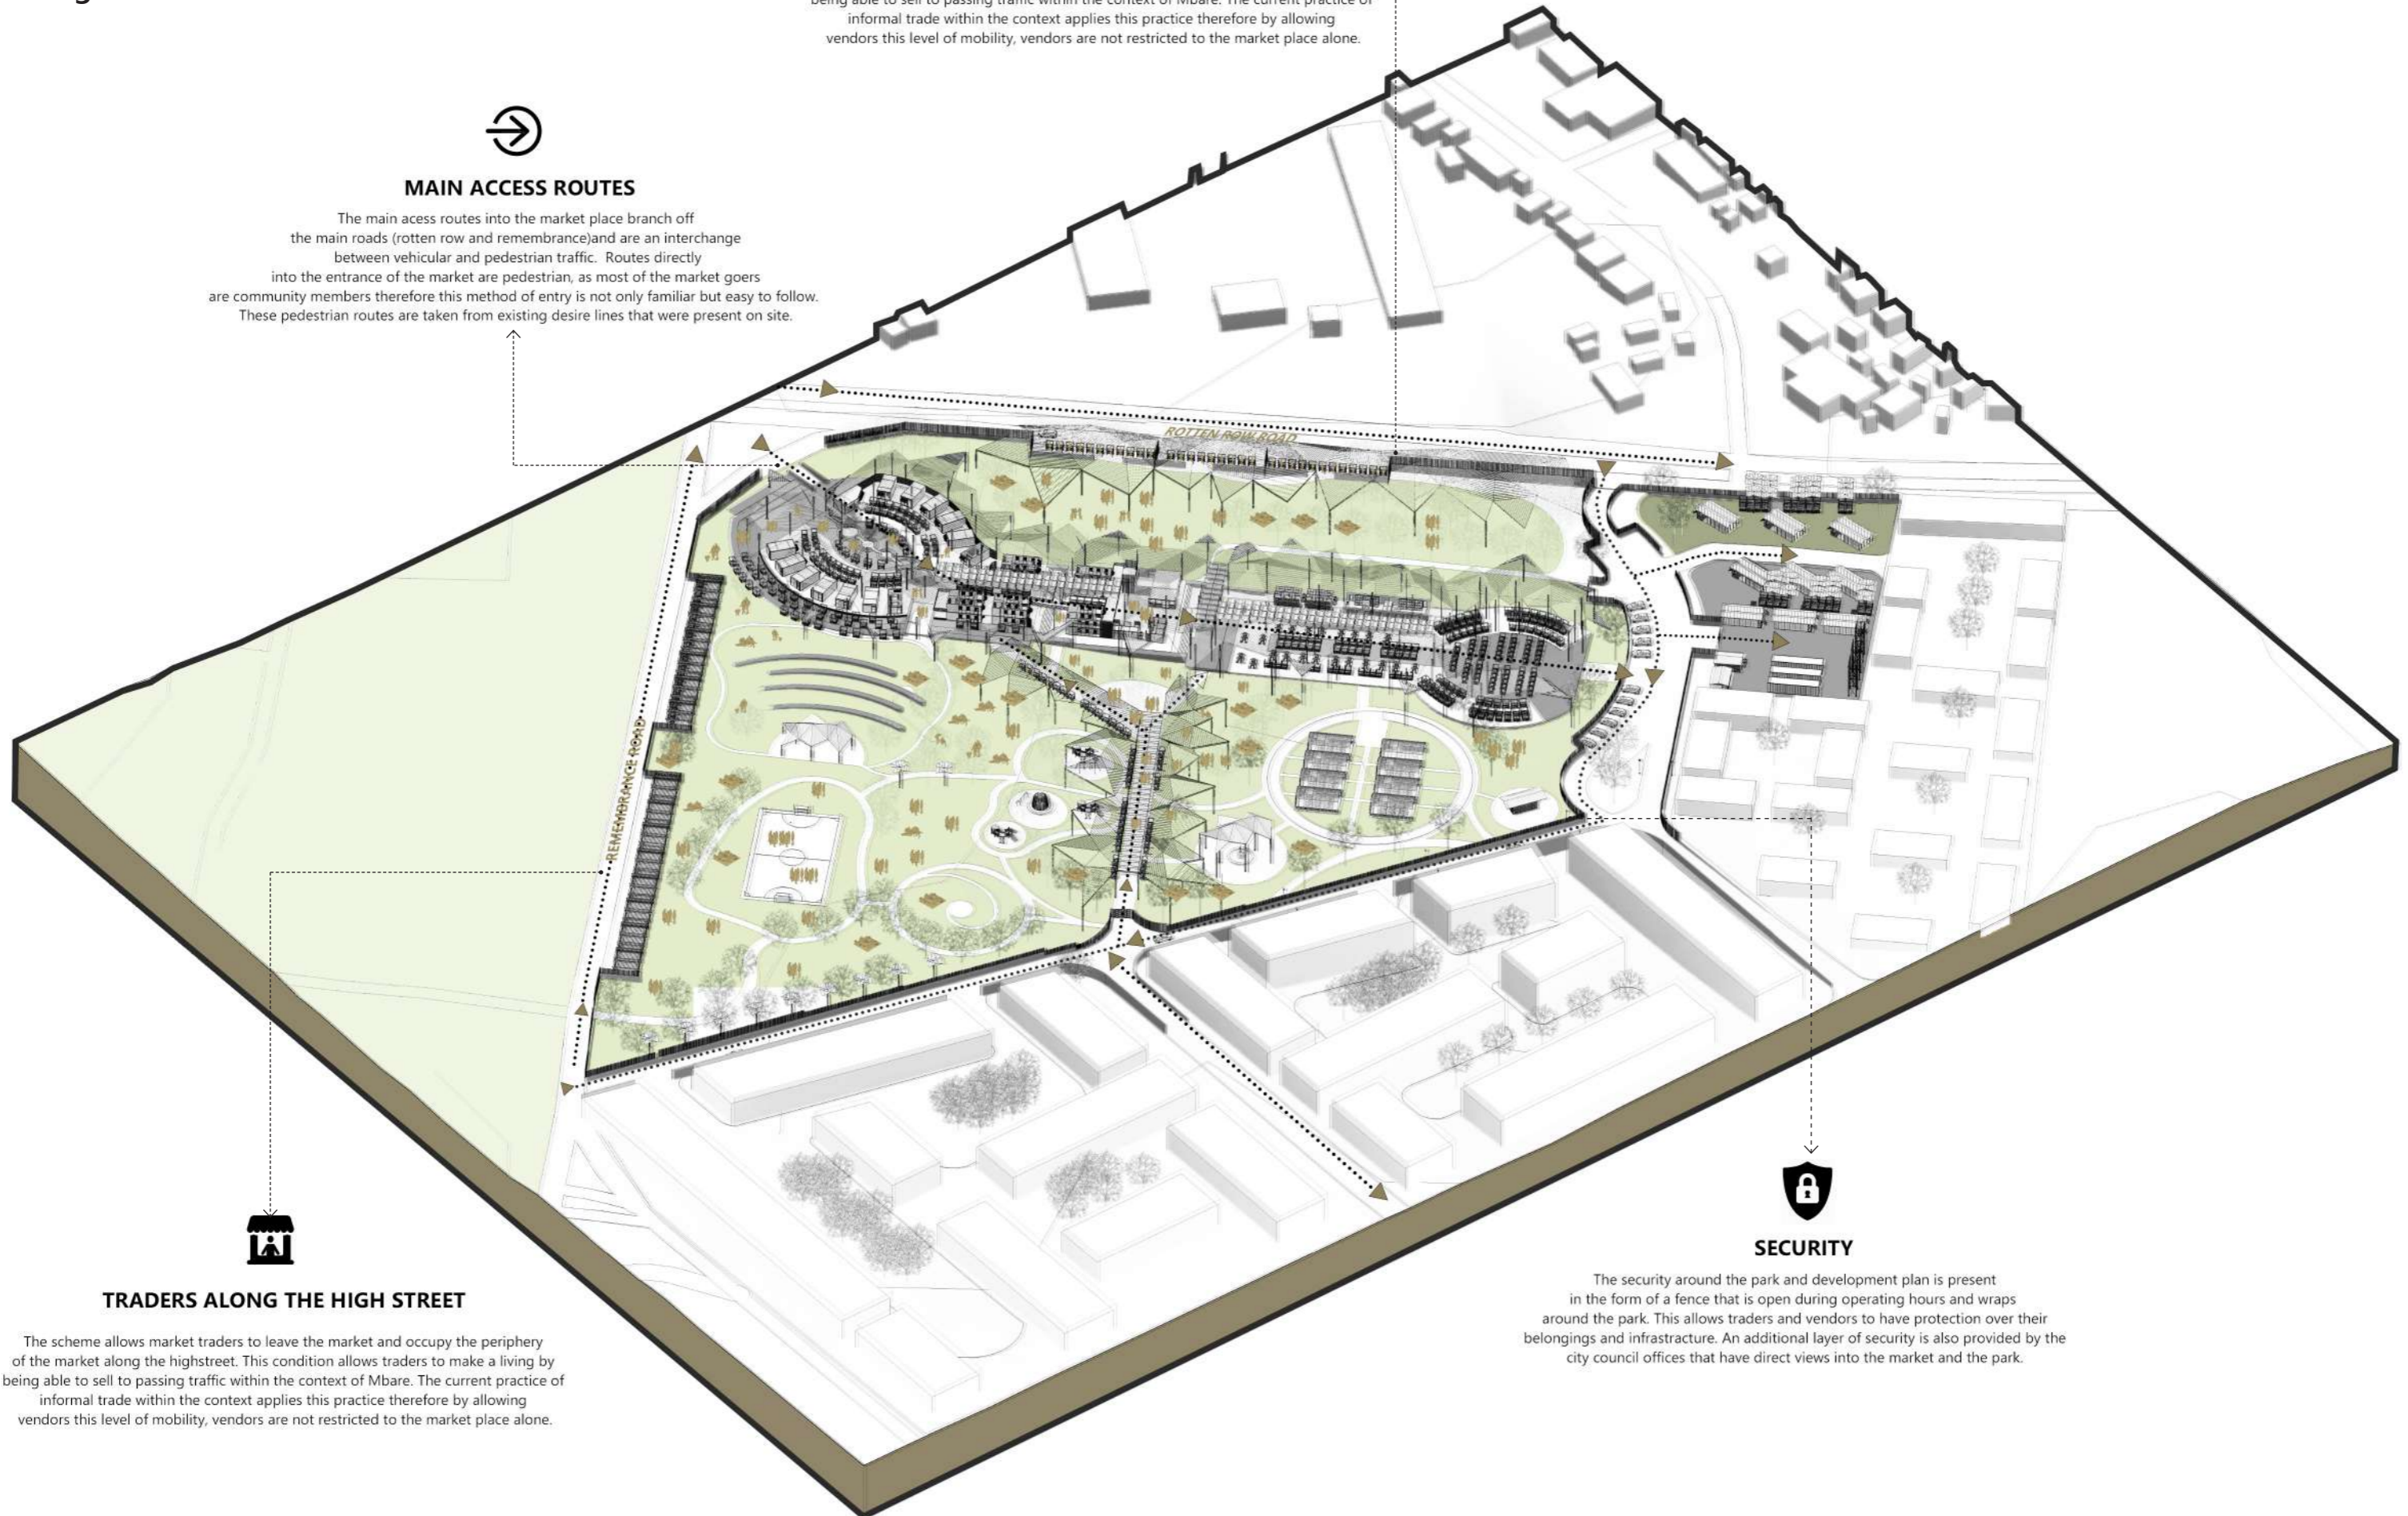 being able to sell to passing traffic within the context of Mbare. The current practice of
informal trade within the context applies this practice therefore by allowing
vendors this level of mobility, vendors are not restricted to the market place alone.
MAIN ACCESS ROUTES
The main acess routes into the market place branch off
the main roads (rotten row and remembrance)and are an interchange
between vehicular and pedestrian traffic. Routes directly
into the entrance of the market are pedestrian, as most of the market goers
are community members therefore this method of entry is not only familiar but easy to follow.
These pedestrian routes are taken from existing desire lines that were present on site.
ROTTEN ROW ROAD
REMEMBRANCE ROAD
TRADERS ALONG THE HIGH STREET
The scheme allows market traders to leave the market and occupy the periphery
of the market along the highstreet. This condition allows traders to make a living by
being able to sell to passing traffic within the context of Mbare. The current practice of
informal trade within the context applies this practice therefore by allowing
vendors this level of mobility, vendors are not restricted to the market place alone.
SECURITY
The security around the park and development plan is present
in the form of a fence that is open during operating hours and wraps
around the park. This allows traders and vendors to have protection over their
belongings and infrastracture. An additional layer of security is also provided by the
city council offices that have direct views into the market and the park.